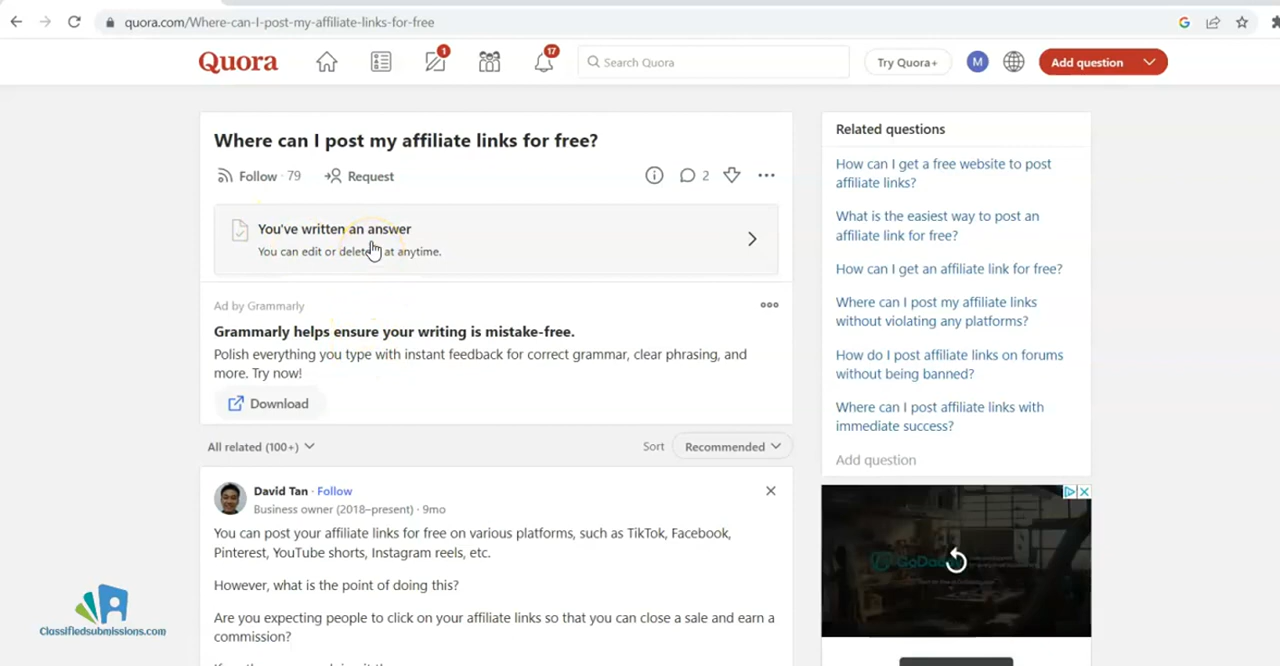 quora.com/Where-can-I-post-my-affiliate-links-for-free
Quora
1
17
Search Quora
Try Quora+
M
Add question
Where can I post my affiliate links for free?
Follow · 79
Request
2
You've written an answer
You can edit or delete at anytime.
Ad by Grammarly
Grammarly helps ensure your writing is mistake-free.
Polish everything you type with instant feedback for correct grammar, clear phrasing, and
more. Try now!
Download
All related (100+)
Sort
Recommended
David Tan · Follow
Business owner (2018–present) · 9mo
You can post your affiliate links for free on various platforms, such as TikTok, Facebook,
Pinterest, YouTube shorts, Instagram reels, etc.
However, what is the point of doing this?
Are you expecting people to click on your affiliate links so that you can close a sale and earn a
commission?
Related questions
How can I get a free website to post
affiliate links?
What is the easiest way to post an
affiliate link for free?
How can I get an affiliate link for free?
Where can I post my affiliate links
without violating any platforms?
How do I post affiliate links on forums
without being banned?
Where can I post affiliate links with
immediate success?
Add question
GoDaddy
Classifiedsubmissions.com